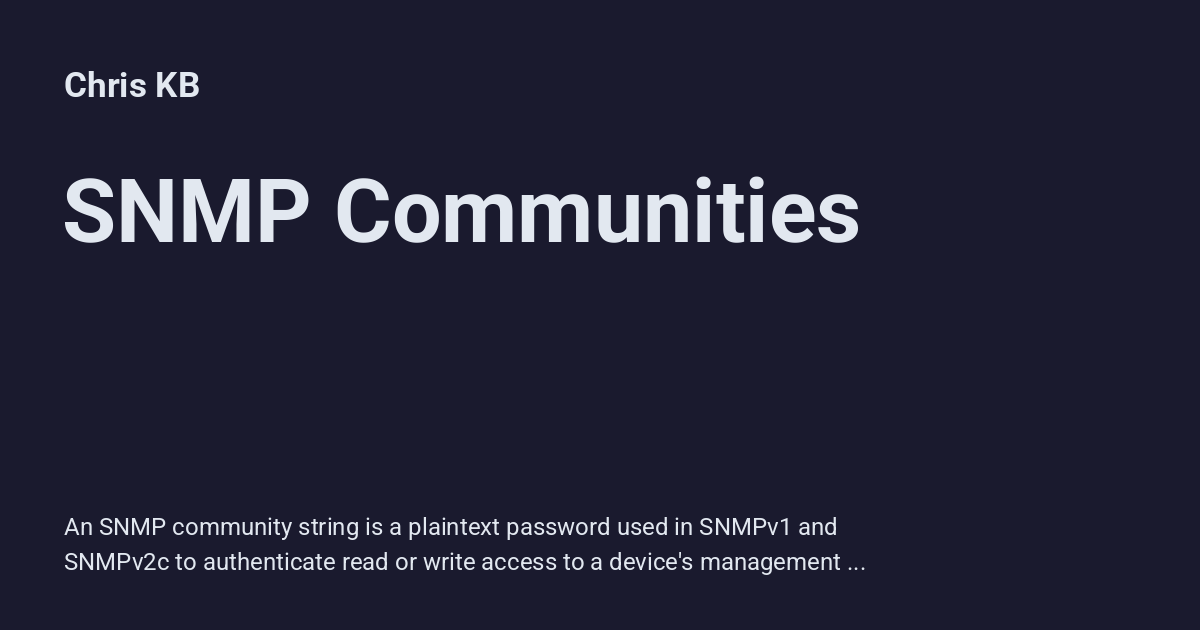 Chris KB
SNMP Communities
An SNMP community string is a plaintext password used in SNMPv1 and
SNMPv2c to authenticate read or write access to a device's management ...